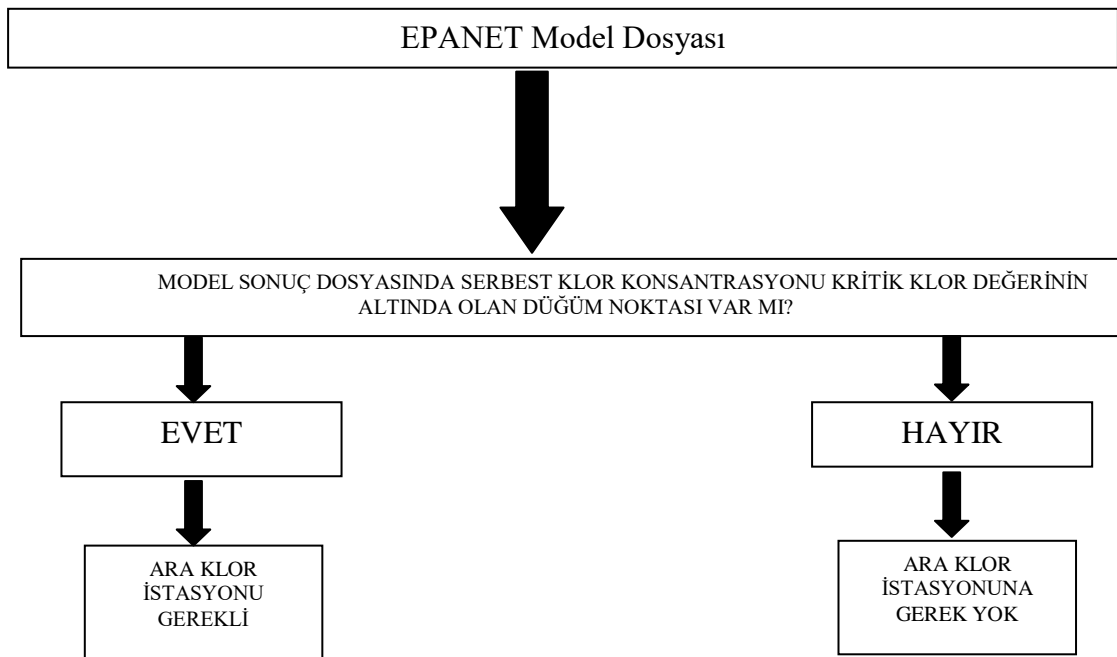 EPANET Model Dosyası
MODEL SONUÇ DOSYASINDA SERBEST KLOR KONSANTRASYONU KRİTİK KLOR DEĞERİNİN
ALTINDA OLAN DÜĞÜM NOKTASI VAR MI?
EVET
HAYIR
ARA KLOR
İSTASYONU
GEREKLİ
ARA KLOR
İSTASYONUNA
GEREK YOK